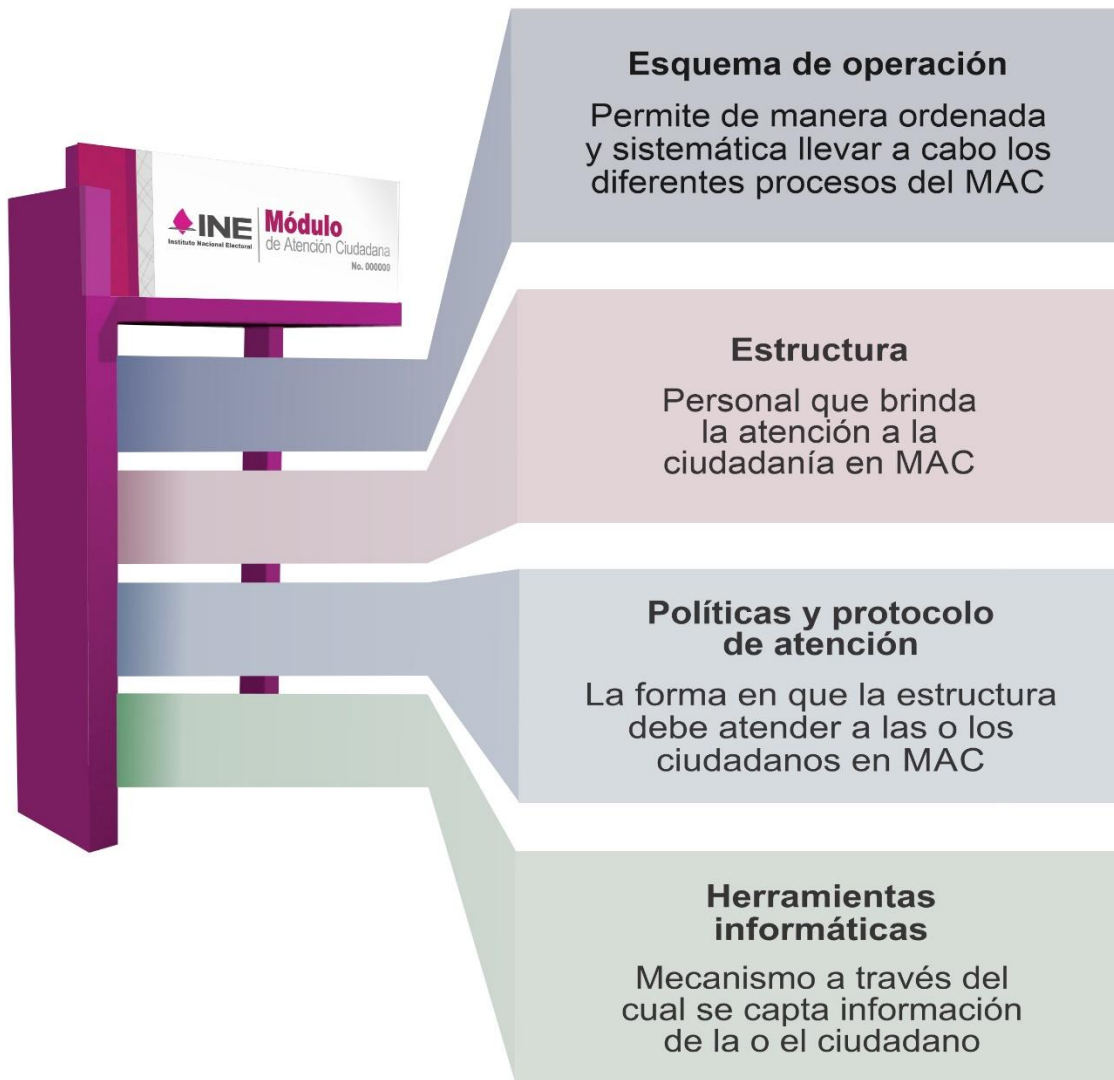 INE
Instituto Nacional Electoral
Módulo
de Atención Ciudadana
No. 000000
Esquema de operación
Permite de manera ordenada
y sistemática llevar a cabo los
diferentes procesos del MAC
Estructura
Personal que brinda
la atención a la
ciudadanía en MAC
Políticas y protocolo
de atención
La forma en que la estructura
debe atender a las o los
ciudadanos en MAC
Herramientas
informáticas
Mecanismo a través del
cual se capta información
de la o el ciudadano